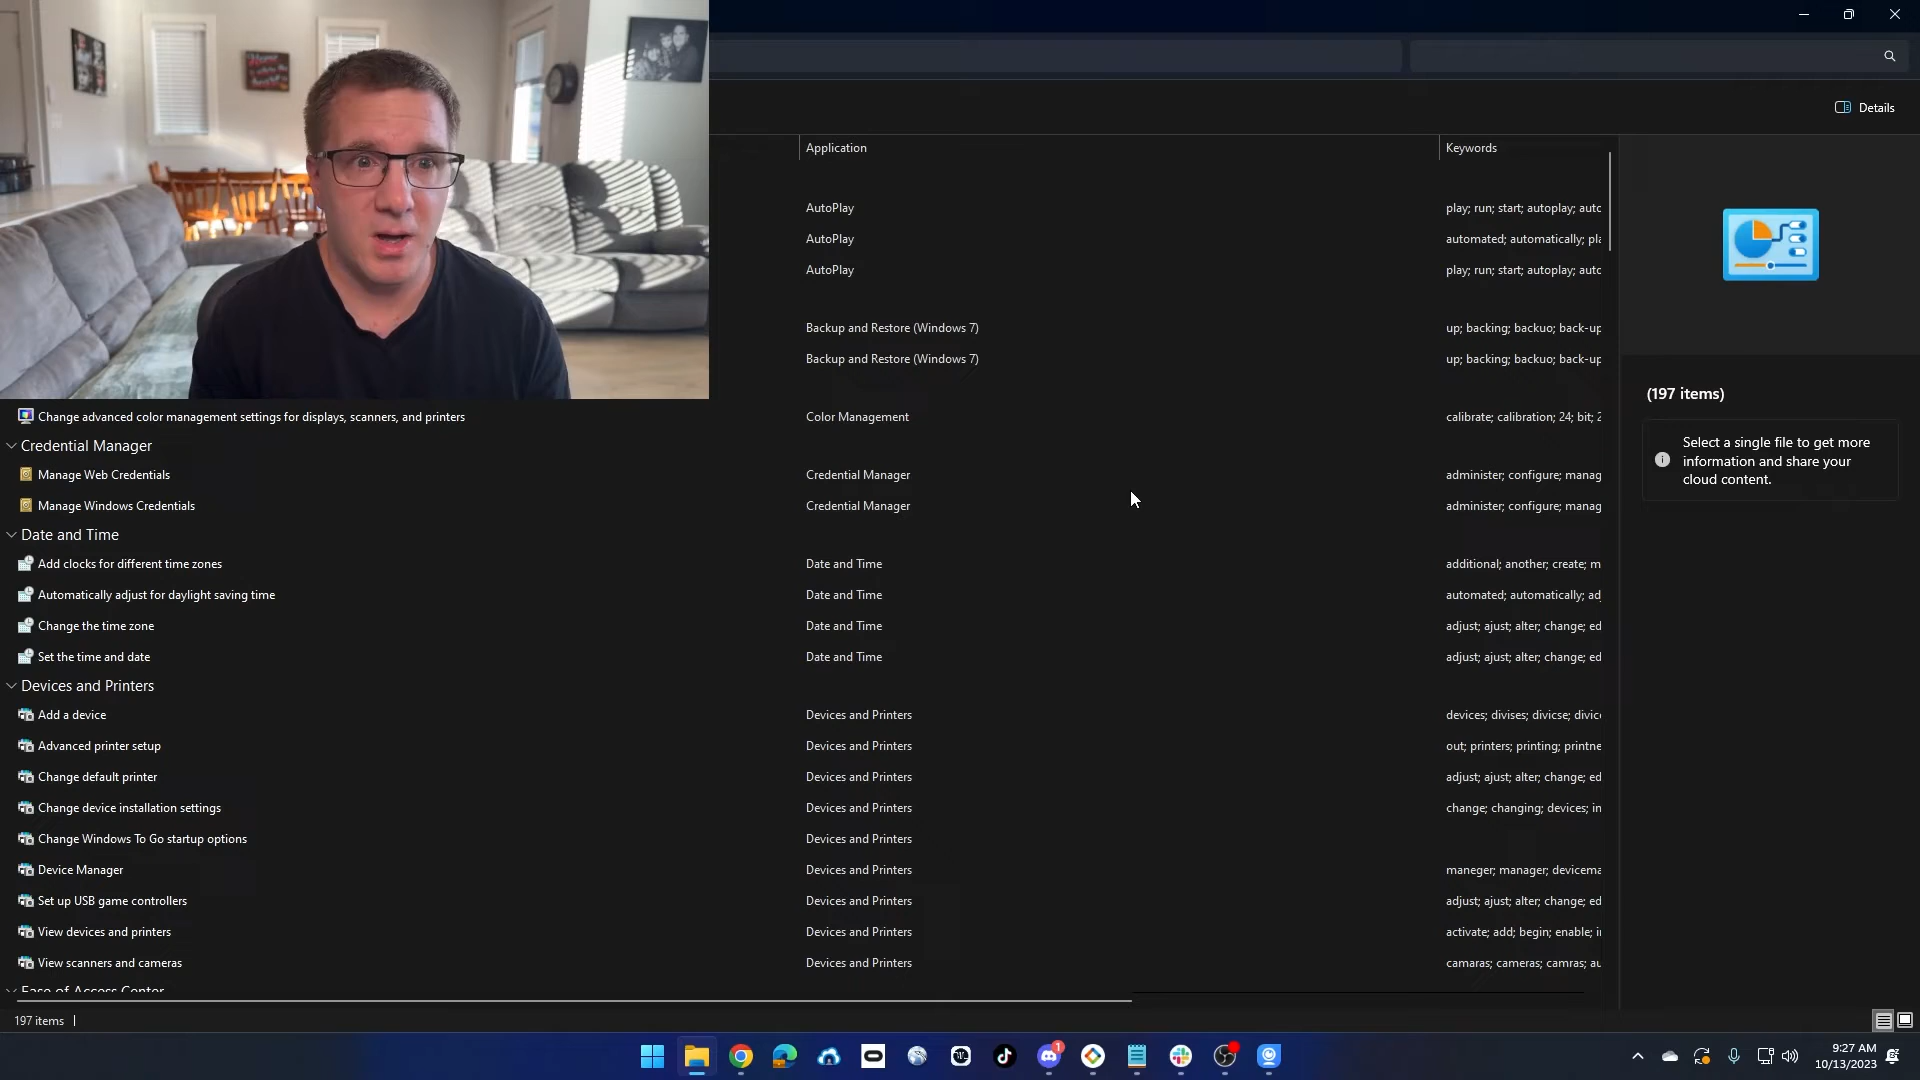 Details
Application
Keywords
AutoPlay
play; run; start; autoplay; autc
AutoPlay
automated; automatically; pla
AutoPlay
play; run; start; autoplay; autc
Backup and Restore (Windows 7)
up; backing; backuo; back-up
Backup and Restore (Windows 7)
up; backing; backuo; back-up
(197 items)
Select a single file to get more
information and share your
cloud content.
Change advanced color management settings for displays, scanners, and printers
Color Management
calibrate; calibration; 24; bit; 2
Credential Manager
Manage Web Credentials
Credential Manager
administer; configure; manag
Manage Windows Credentials
Credential Manager
administer; configure; manag
Date and Time
Add clocks for different time zones
Date and Time
additional; another; create; m
Automatically adjust for daylight saving time
Date and Time
automated; automatically; adj
Change the time zone
Date and Time
adjust; ajust; alter; change; ed
Set the time and date
Date and Time
adjust; ajust; alter; change; ed
Devices and Printers
Add a device
Devices and Printers
devices; divises; divicse; divice
Advanced printer setup
Devices and Printers
out; printers; printing; printne
Change default printer
Devices and Printers
adjust; ajust; alter; change; ed
Change device installation settings
Devices and Printers
change; changing; devices; in
Change Windows To Go startup options
Devices and Printers
Device Manager
Devices and Printers
maneger; manager; devicema
Set up USB game controllers
Devices and Printers
adjust; ajust; alter; change; ed
View devices and printers
Devices and Printers
activate; add; begin; enable; i
View scanners and cameras
Devices and Printers
camaras; cameras; camras; au
Ease of Access Center
197 items
1
9:27 AM
10/13/2023